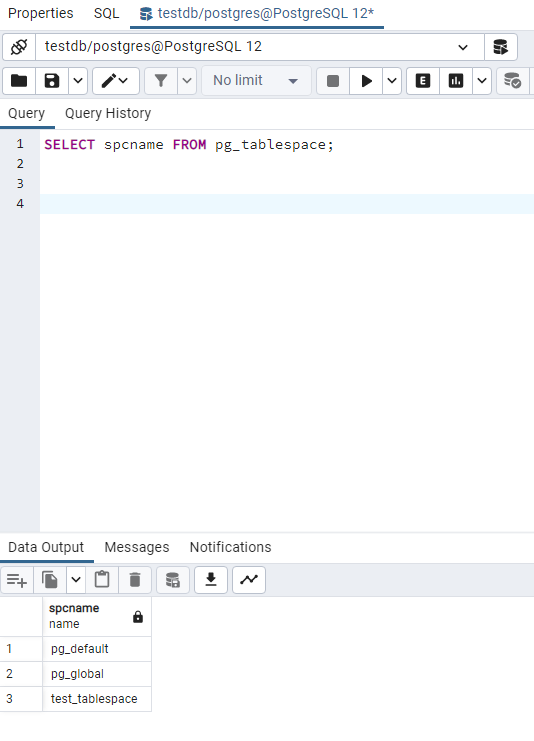 Properties SQL testdb/postgres@PostgreSQL 12*
testdb/postgres@PostgreSQL 12
No limit
E
Query Query History
1 SELECT spcname FROM pg_tablespace;
2
3
4
Data Output Messages Notifications
spcname
name
1 pg_default
2 pg_global
3 test_tablespace